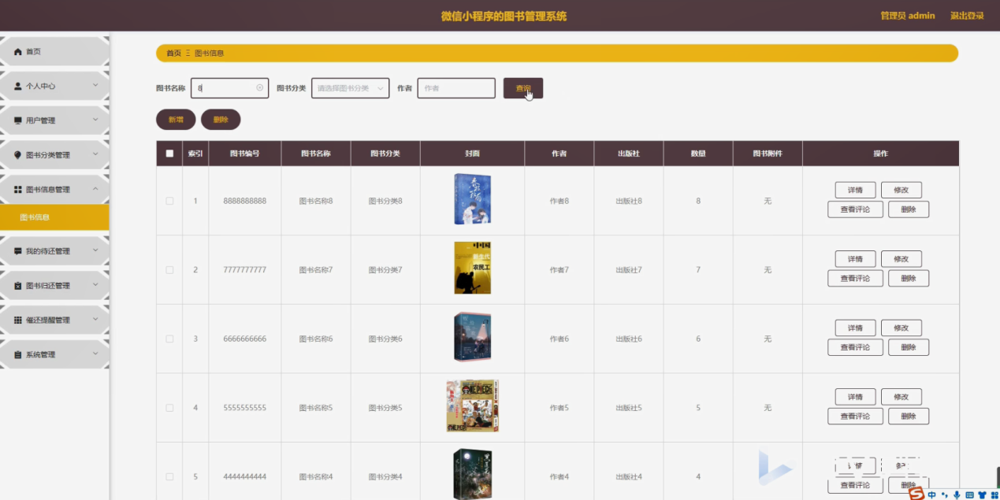 微信小程序的图书管理系统
管理员 admin 退出登录
首页
个人中心
用户管理
图书分类管理
图书信息管理
图书信息
我的待还管理
图书归还管理
催还提醒管理
系统管理
首页 Ξ 图书信息
图书名称 8 图书分类 请选择图书分类 作者 作者 查询
新增 删除
索引 图书编号 图书名称 图书分类 封面 作者 出版社 数量 图书附件 操作
1 8888888888 图书名称8 图书分类8 作者8 出版社8 8 无 详情 修改
查看评论 删除
2 7777777777 图书名称7 图书分类7 作者7 出版社7 7 无 详情 修改
查看评论 删除
农民工
3 6666666666 图书名称6 图书分类6 作者6 出版社6 6 无 详情 修改
查看评论 删除
4 5555555555 图书名称5 图书分类5 作者5 出版社5 5 无 详情 修改
查看评论 删除
ONE PIECE
5 4444444444 图书名称4 图书分类4 作者4 出版社4 4
查看评论 删除
中